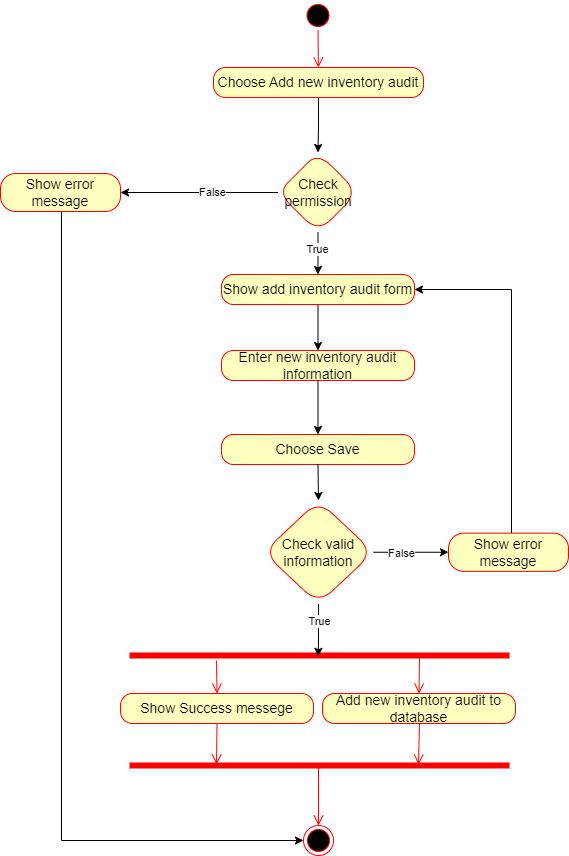 Choose Add new inventory audit
Show error
message
False
Check
permission
True
Show add inventory audit form
Enter new inventory audit
information
Choose Save
Check valid
information
False
Show error
message
True
Show Success messege
Add new inventory audit to
database